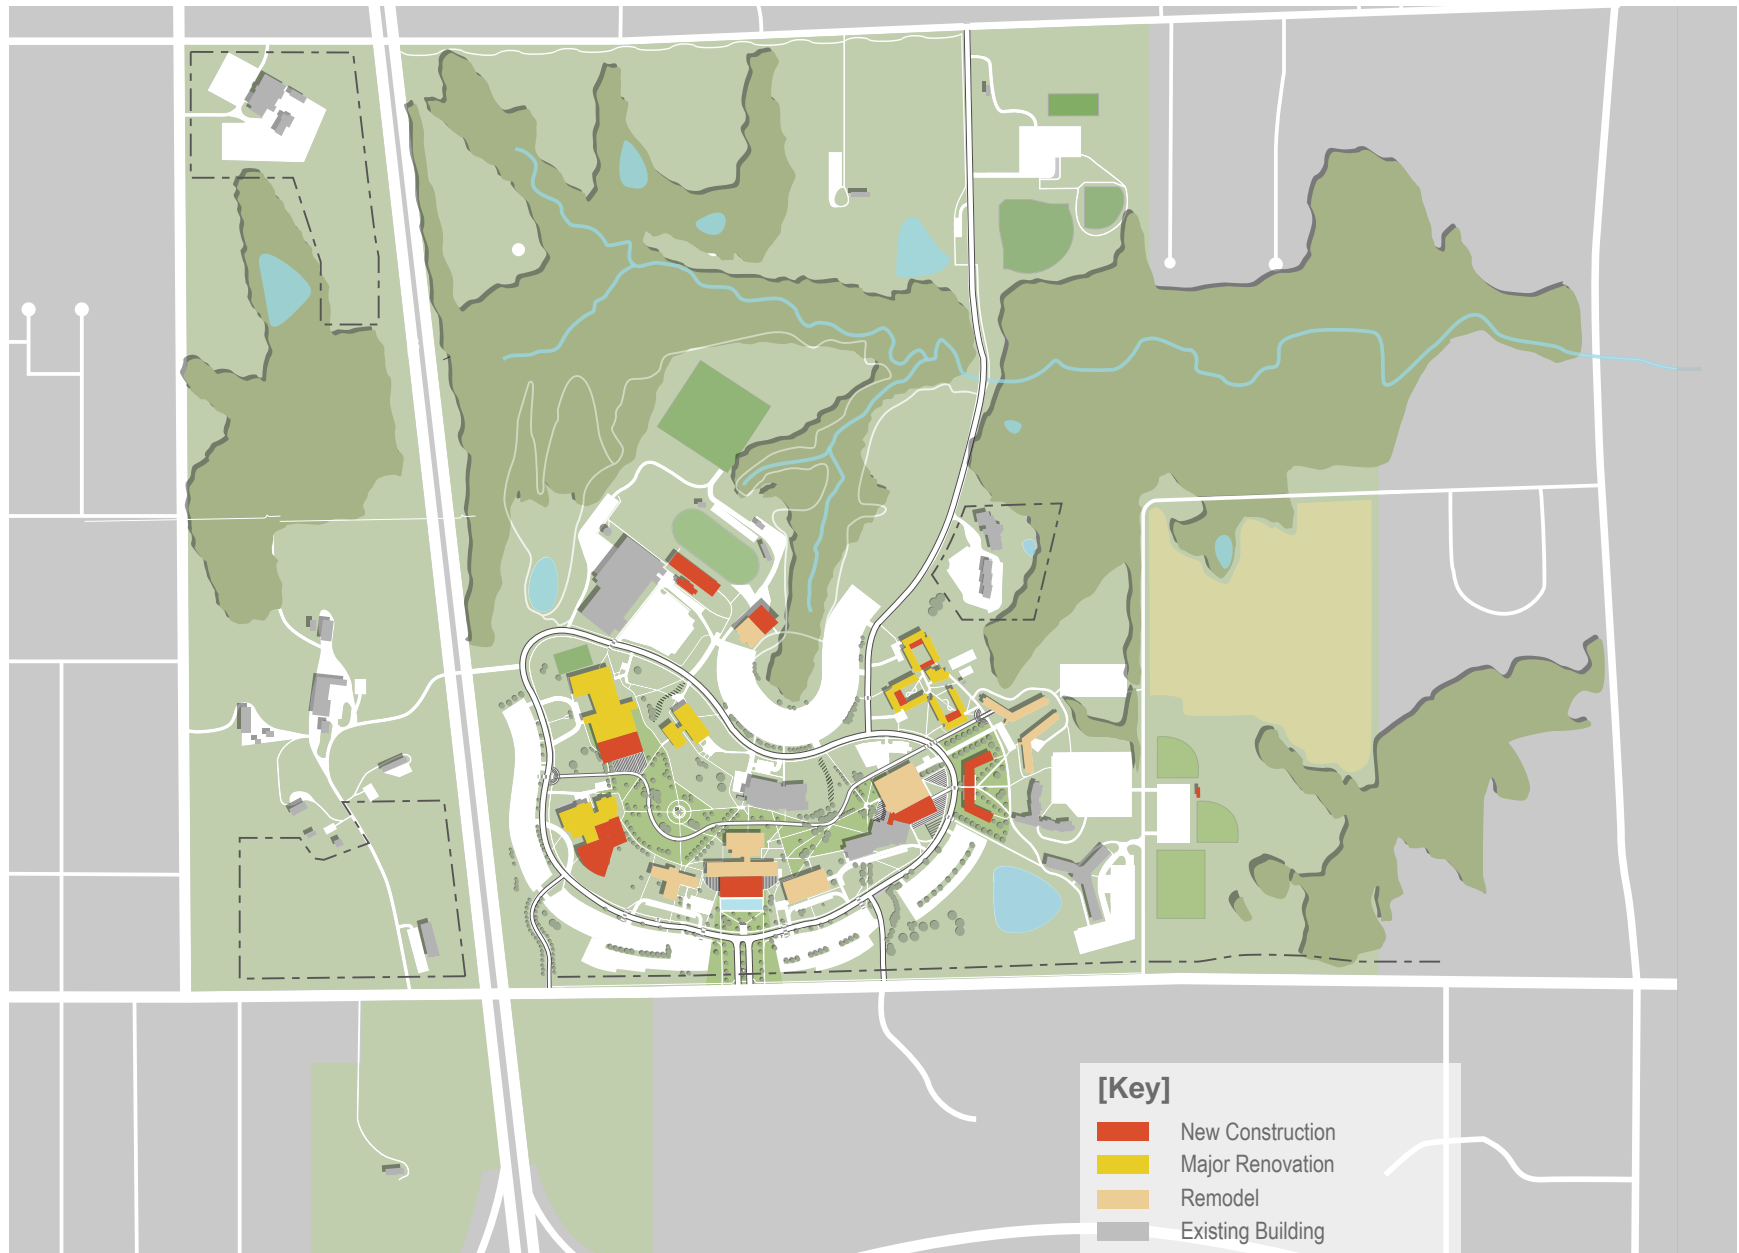 [Key]
New Construction
Major Renovation
Remodel
Existing Building